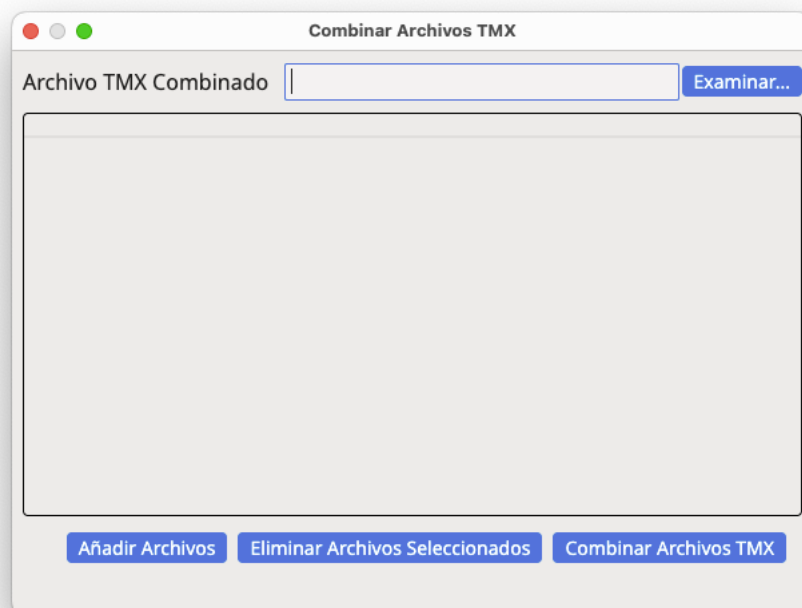 Combinar Archivos TMX
Archivo TMX Combinado Examinar...
Añadir Archivos Eliminar Archivos Seleccionados Combinar Archivos TMX